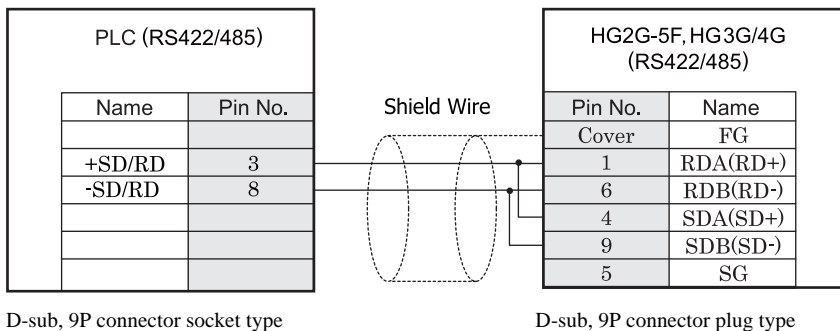 PLC (RS422/485)
HG2G-5F, HG3G/4G
(RS422/485)
Name Pin No.
Shield Wire
Pin No. Name
Cover FG
+SD/RD 3
1 RDA(RD+)
-SD/RD 8
6 RDB(RD-)
4 SDA(SD+)
9 SDB(SD-)
5 SG
D-sub, 9P connector socket type
D-sub, 9P connector plug type